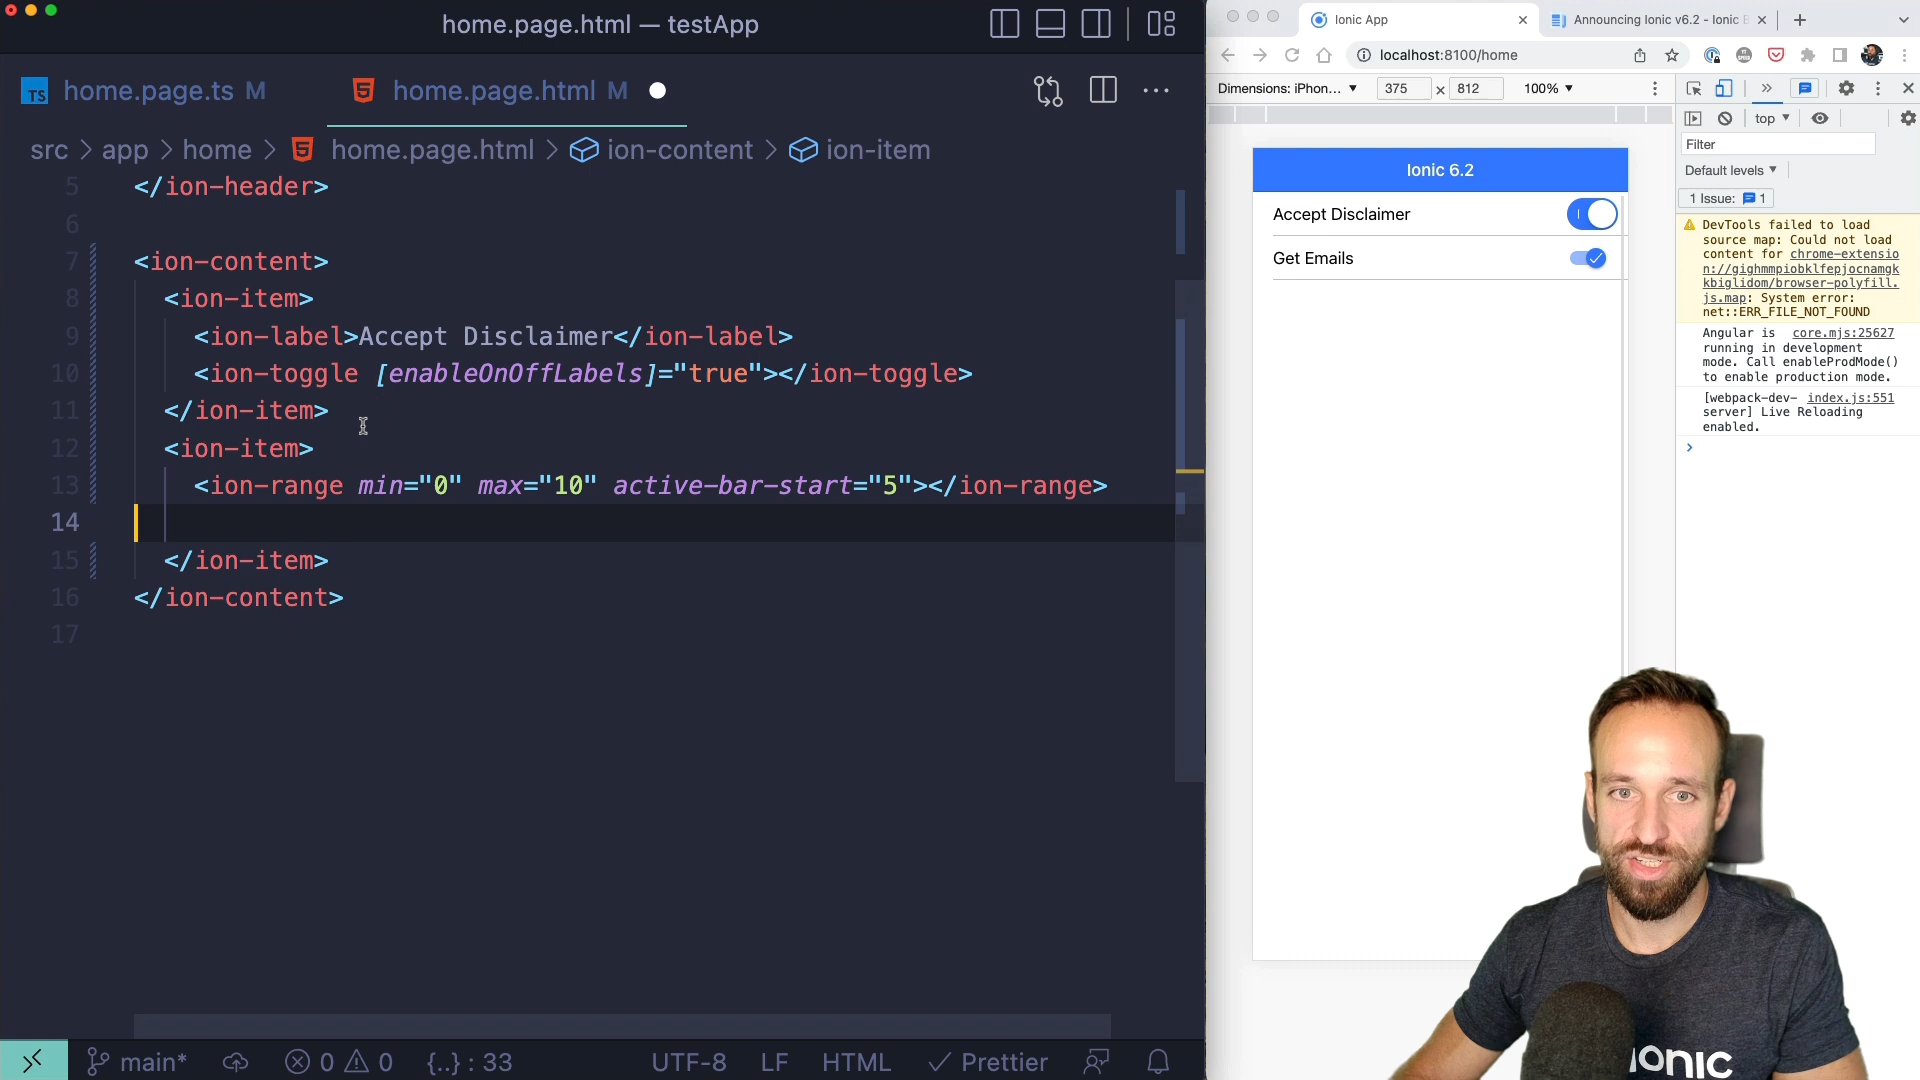 home.page.html — testApp
TS home.page.ts M
home.page.html M
src > app > home > home.page.html > ion-content > ion-item
5 </ion-header>
6
7 <ion-content>
8 <ion-item>
9 <ion-label>Accept Disclaimer</ion-label>
10 <ion-toggle [enableOnOffLabels]="true"></ion-toggle>
11 </ion-item>
12 <ion-item>
13 <ion-range min="0" max="10" active-bar-start="5"></ion-range>
14
15 </ion-item>
16 </ion-content>
17
main* 0 0 {..} : 33 UTF-8 LF HTML Prettier
Ionic App
Announcing Ionic v6.2 - Ionic
localhost:8100/home
Dimensions: iPhon... 375 × 812 100%
Ionic 6.2
Accept Disclaimer
Get Emails
top
Filter
Default levels
1 Issue: 1
DevTools failed to load
source map: Could not load
content for chrome-extensio
n://gighmmpiobklfepjocnamgk
kbiglidom/browser-polyfill.
js.map: System error:
net::ERR_FILE_NOT_FOUND
Angular is core.mjs:25627
running in development
mode. Call enableProdMode()
to enable production mode.
[webpack-dev- index.js:551
server] Live Reloading
enabled.
ionic